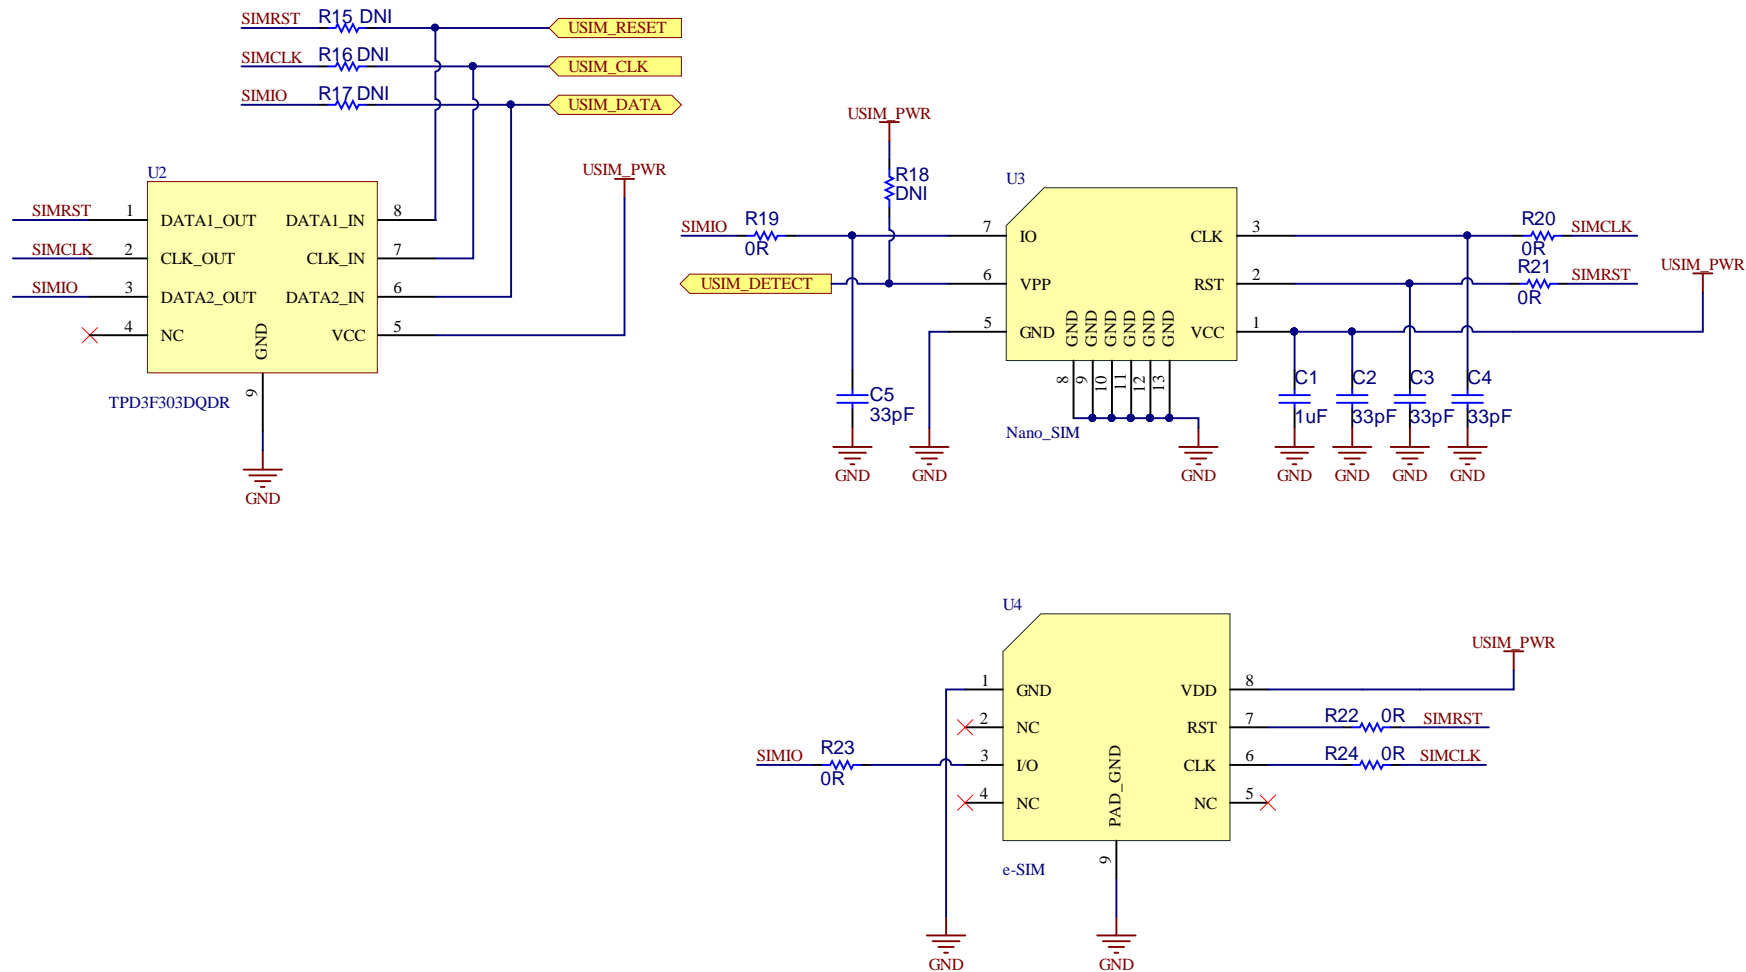 SIMRST R15 DNI USIM_RESET
SIMCLK R16 DNI USIM_CLK
SIMIO R17 DNI USIM_DATA
U2
USIM_PWR
SIMRST 1 DATA1_OUT DATA1_IN 8
SIMCLK 2 CLK_OUT CLK_IN 7
SIMIO 3 DATA2_OUT DATA2_IN 6
4 NC GND VCC 5
9
TPD3F303DQDR
GND
USIM_PWR
R18
DNI
U3
SIMIO R19 7 IO CLK 3 R20 SIMCLK
0R 0R
USIM_DETECT 6 VPP RST 2 R21 SIMRST
0R
USIM_PWR
5 GND GND GND GND GND GND GND VCC 1
8 9 10 11 12 13
C5
33pF
C1 C2 C3 C4
1uF 33pF 33pF 33pF
Nano_SIM
GND GND GND GND GND GND GND
U4
USIM_PWR
1 GND VDD 8
2 NC RST 7 R22 0R SIMRST
SIMIO R23 3 I/O CLK 6 R24 0R SIMCLK
0R
4 NC PAD_GND NC 5
9
e-SIM
GND GND